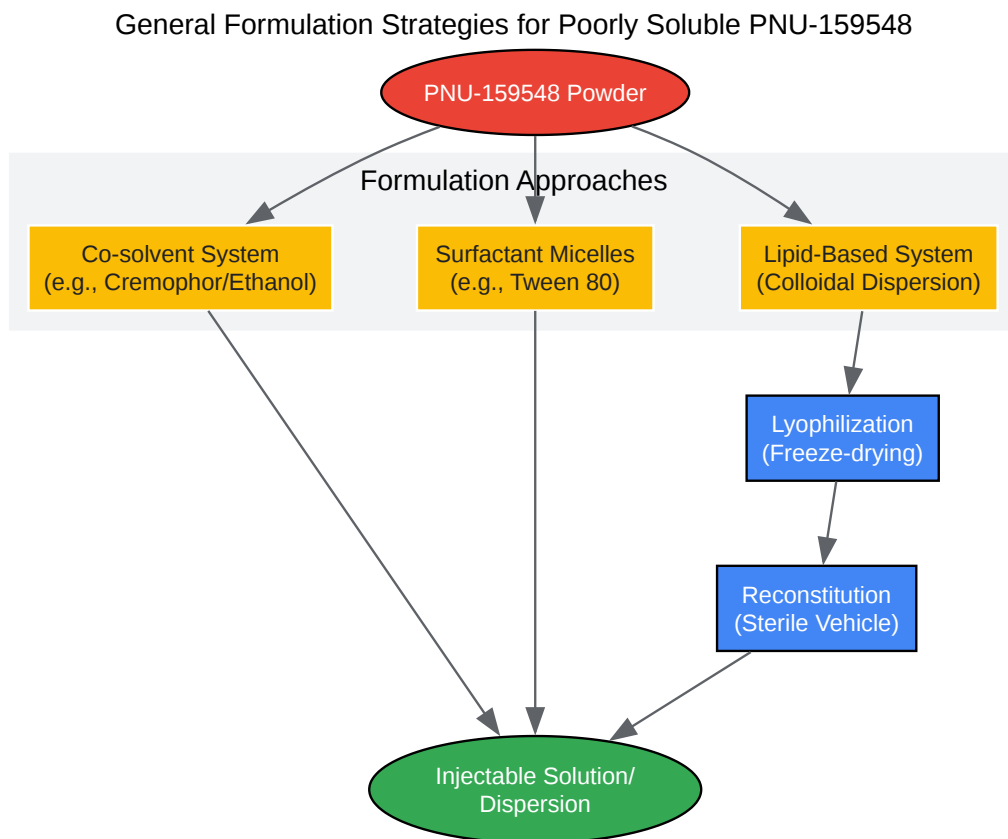 General Formulation Strategies for Poorly Soluble PNU-159548
PNU-159548 Powder
Formulation Approaches
Co-solvent System
(e.g., Cremophor/Ethanol)
Surfactant Micelles
(e.g., Tween 80)
Lipid-Based System
(Colloidal Dispersion)
Lyophilization
(Freeze-drying)
Reconstitution
(Sterile Vehicle)
Injectable Solution/
Dispersion